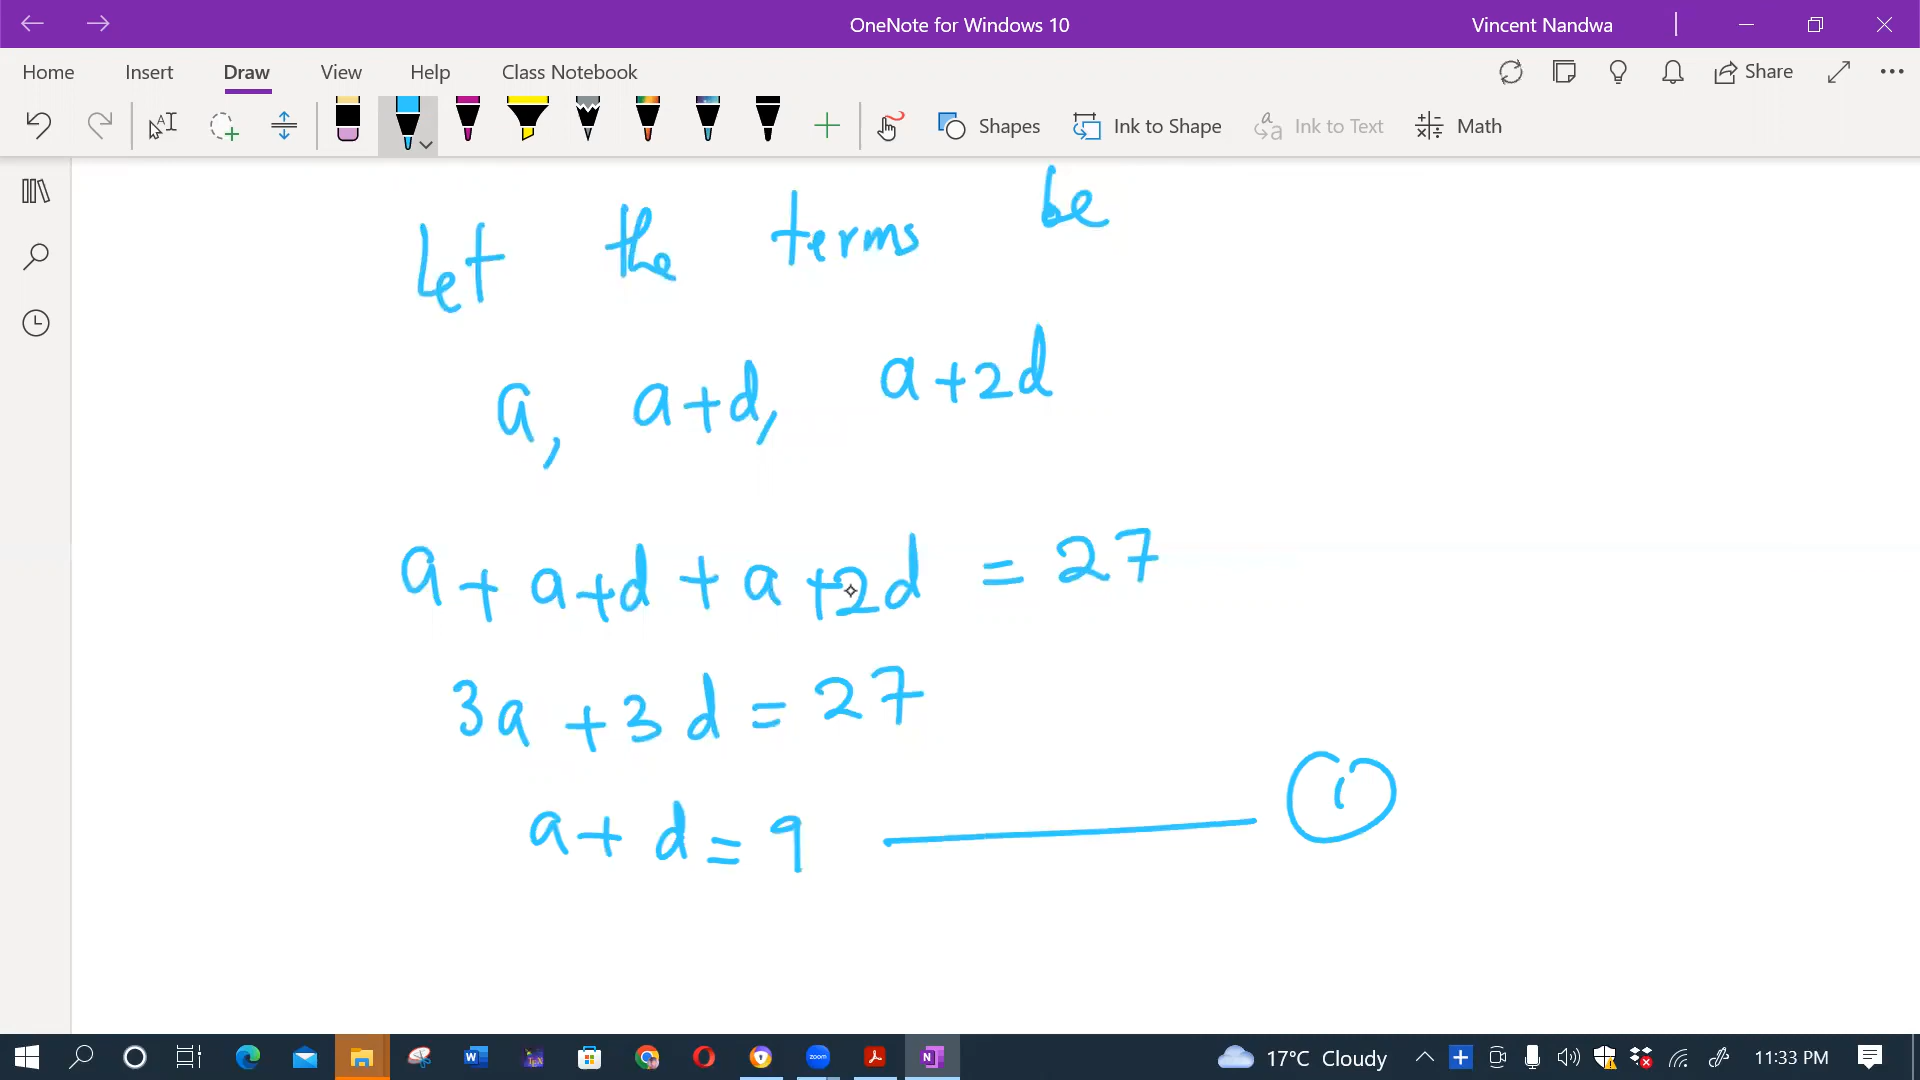 OneNote for Windows 10
Vincent Nandwa
Home Insert Draw View Help Class Notebook Share
Shapes Ink to Shape Ink to Text Math
Let the terms be
a, a+d, a+2d
a + a+d + a+2d = 27
3a + 3d = 27
a + d = 9 ——— ①
17°C Cloudy 11:33 PM